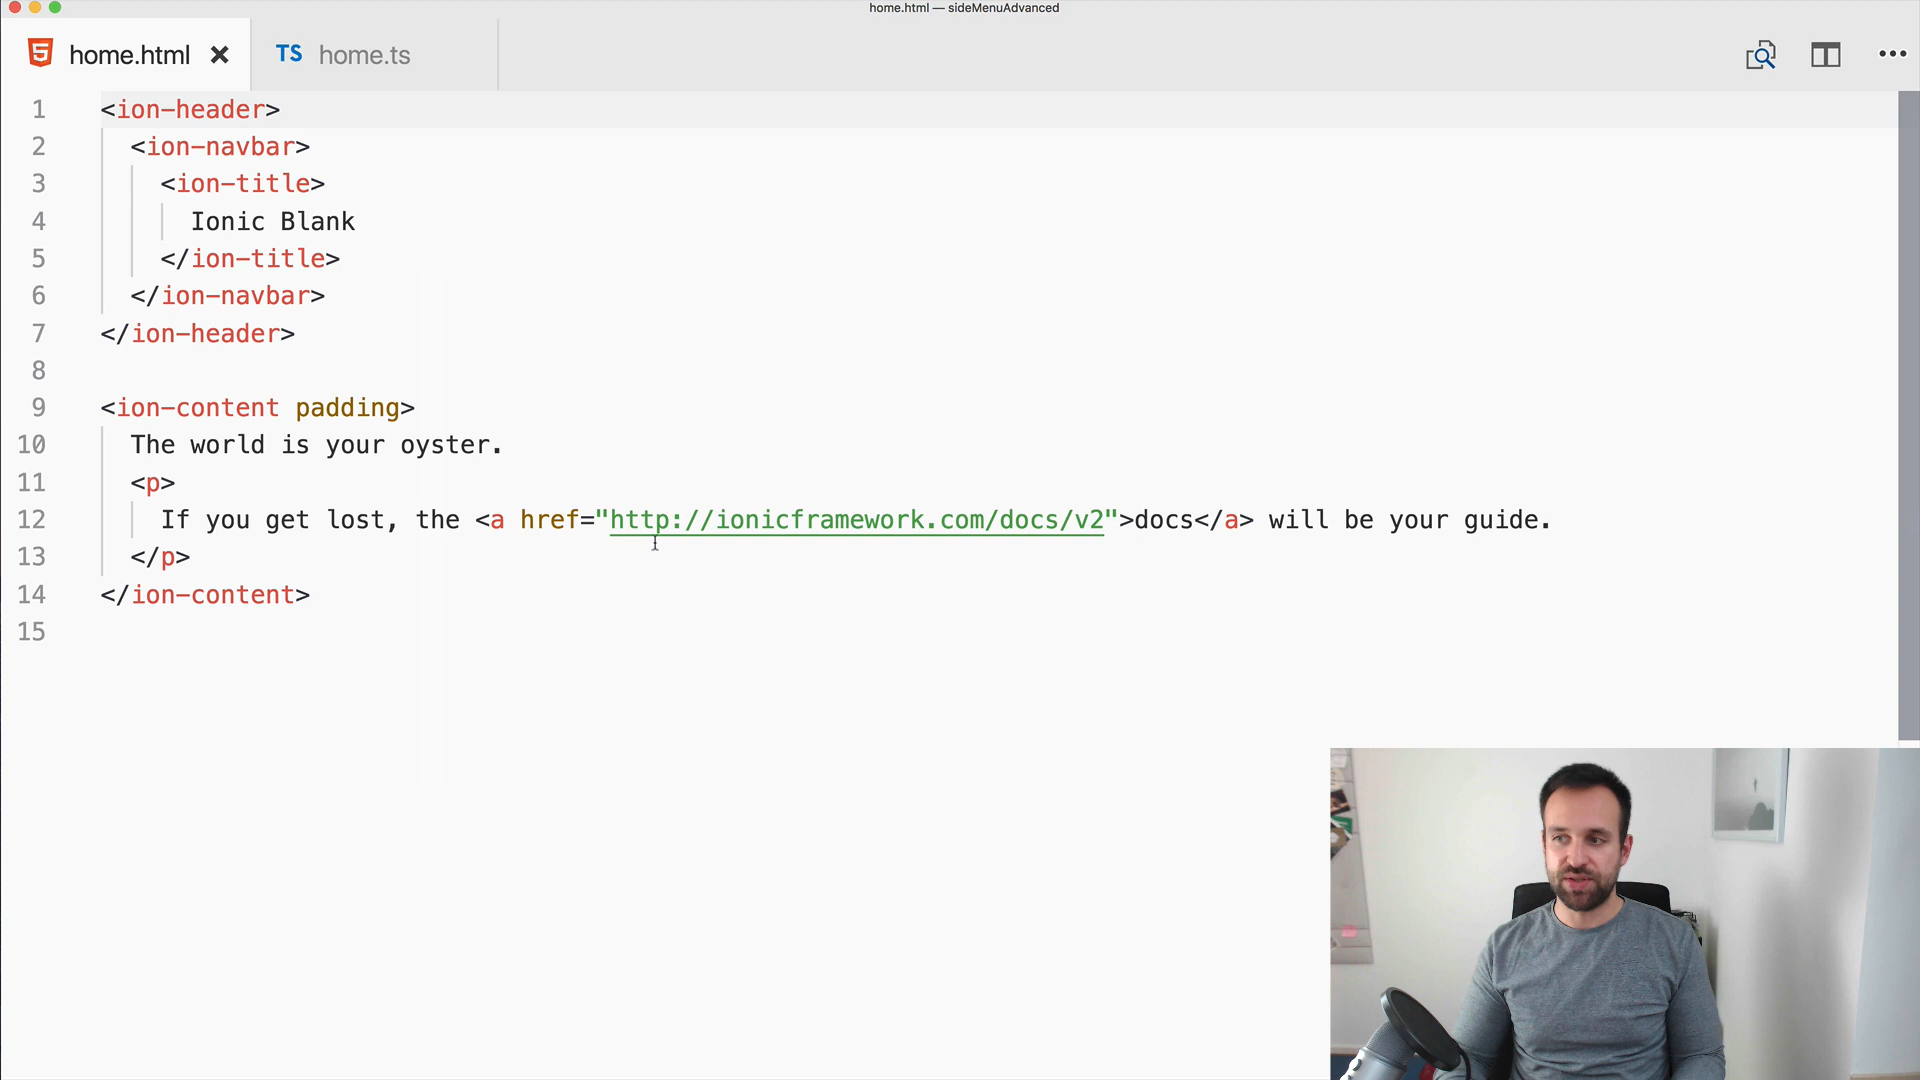 home.html — sideMenuAdvanced
home.html
TS home.ts
1 <ion-header>
2 <ion-navbar>
3 <ion-title>
4 Ionic Blank
5 </ion-title>
6 </ion-navbar>
7 </ion-header>
8
9 <ion-content padding>
10 The world is your oyster.
11 <p>
12 If you get lost, the <a href="http://ionicframework.com/docs/v2">docs</a> will be your guide.
13 </p>
14 </ion-content>
15